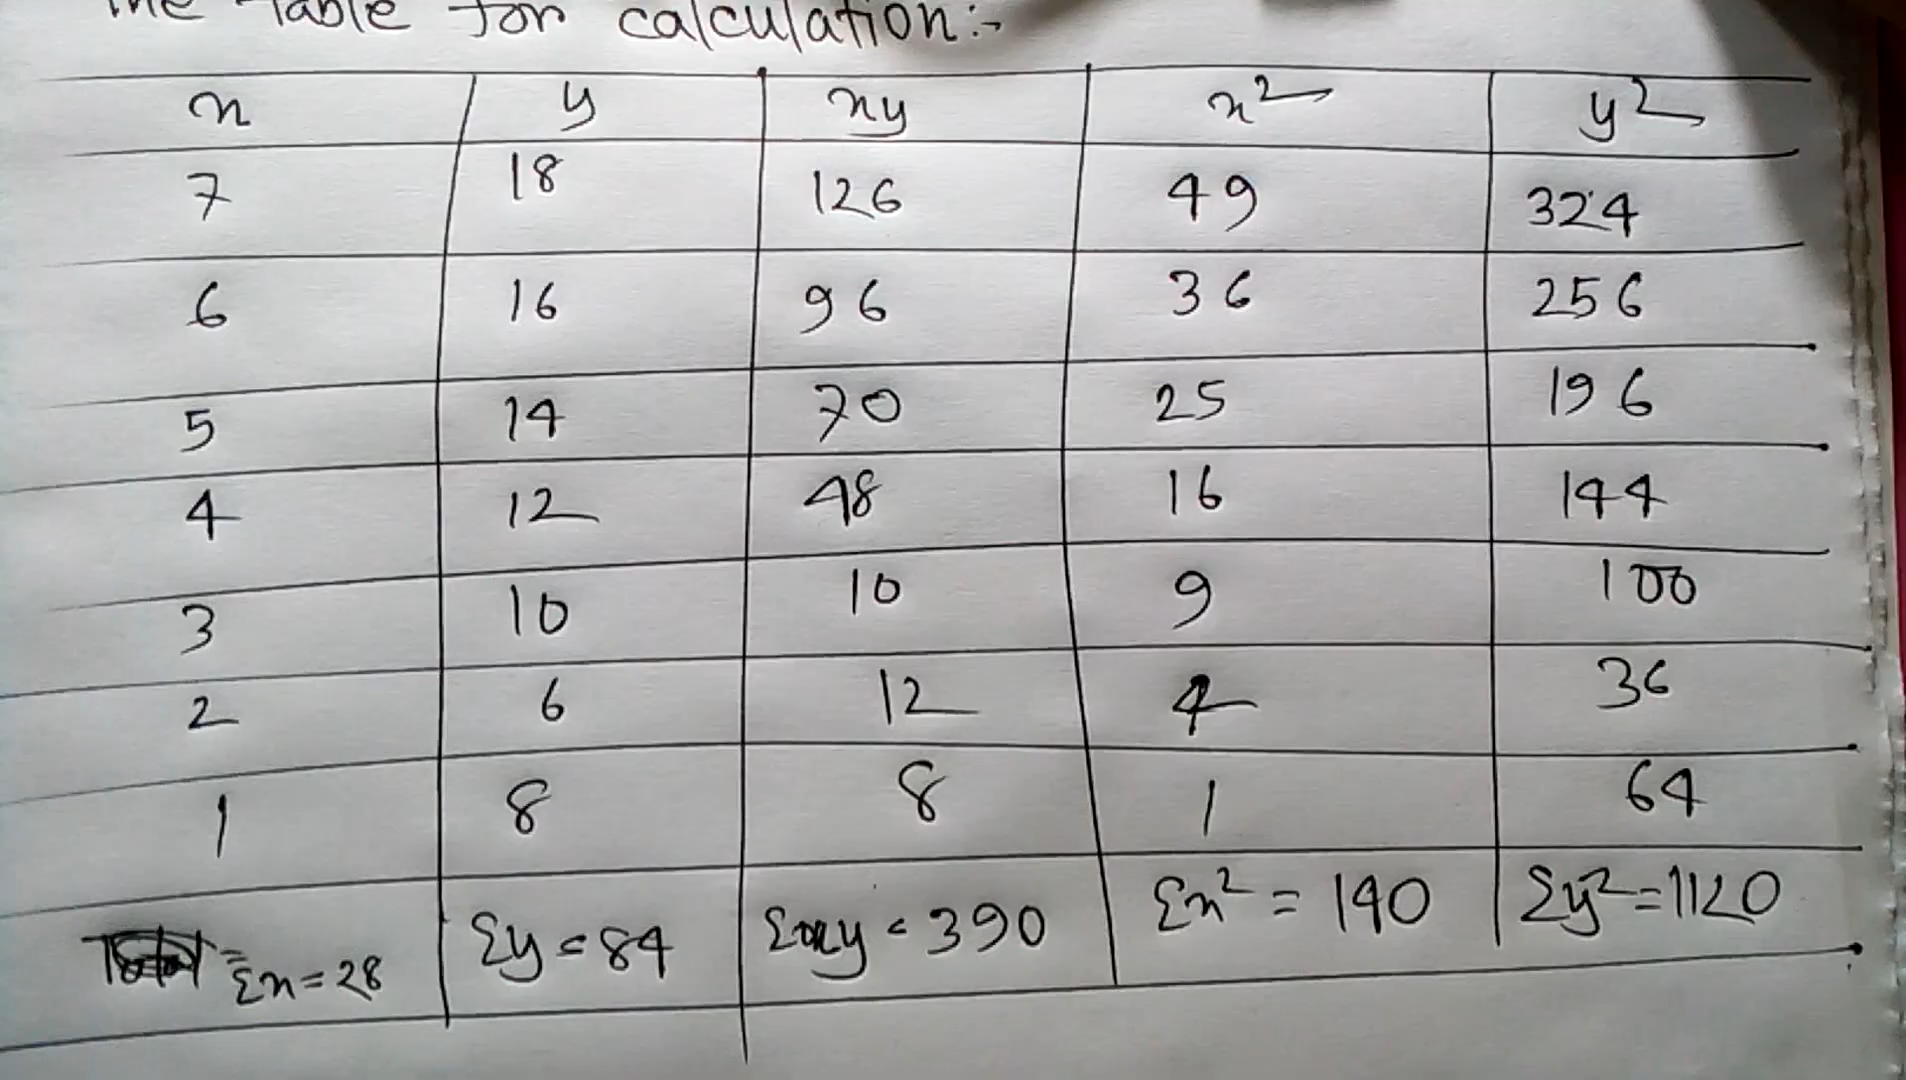 The Table for calculation:-
x y xy x² y²
7 18 126 49 324
6 16 96 36 256
5 14 70 25 196
4 12 48 16 144
3 10 10 9 100
2 6 12 4 36
1 8 8 1 64
Σx=28 Σy=84 Σxy=390 Σx²=140 Σy²=1120